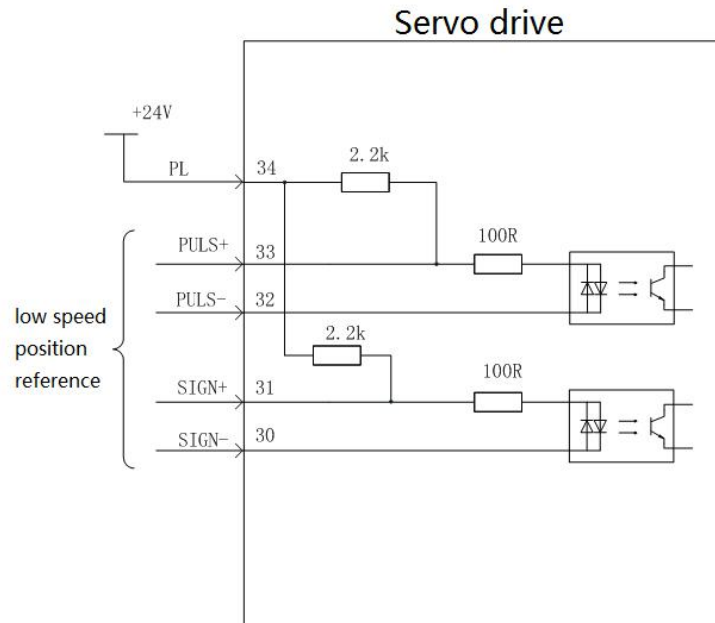 Servo drive
+24V
PL
34
2.2k
PULS+
33
100R
PULS-
32
low speed
position
reference
2.2k
SIGN+
31
100R
SIGN-
30